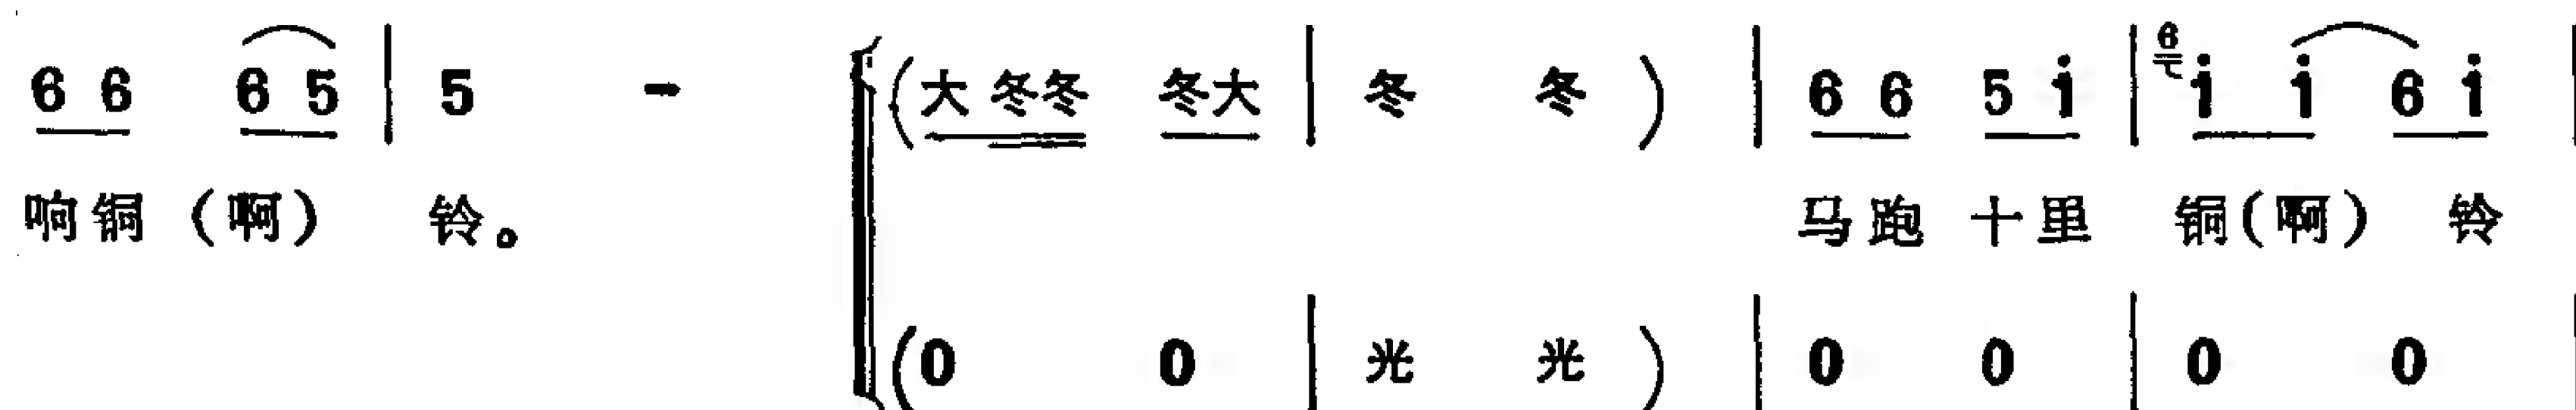 6 6 6 5 | 5 - (大 冬冬 冬大 | 冬 冬) | 6 6 5 i | 6 i i 6 i |
响铜(啊) 铃。 马跑十里 铜(啊) 铃
(0 0 | 光 光) | 0 0 | 0 0 |